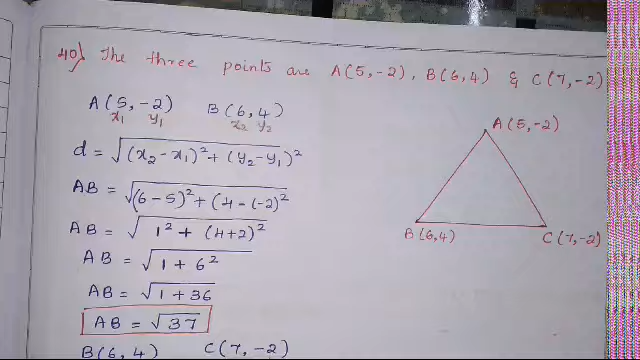 40) The three points are A(5,-2), B(6,4) & C(7,-2)
A(5,-2) B(6,4)
x₁ y₁ x₂ y₂
d = √(x₂-x₁)² + (y₂-y₁)²
AB = √(6-5)² + (4-(-2)²
AB = √1² + (4+2)²
AB = √1 + 6²
AB = √1 + 36
AB = √37
B(6,4) C(7,-2)
A(5,-2)
B(6,4) C(7,-2)